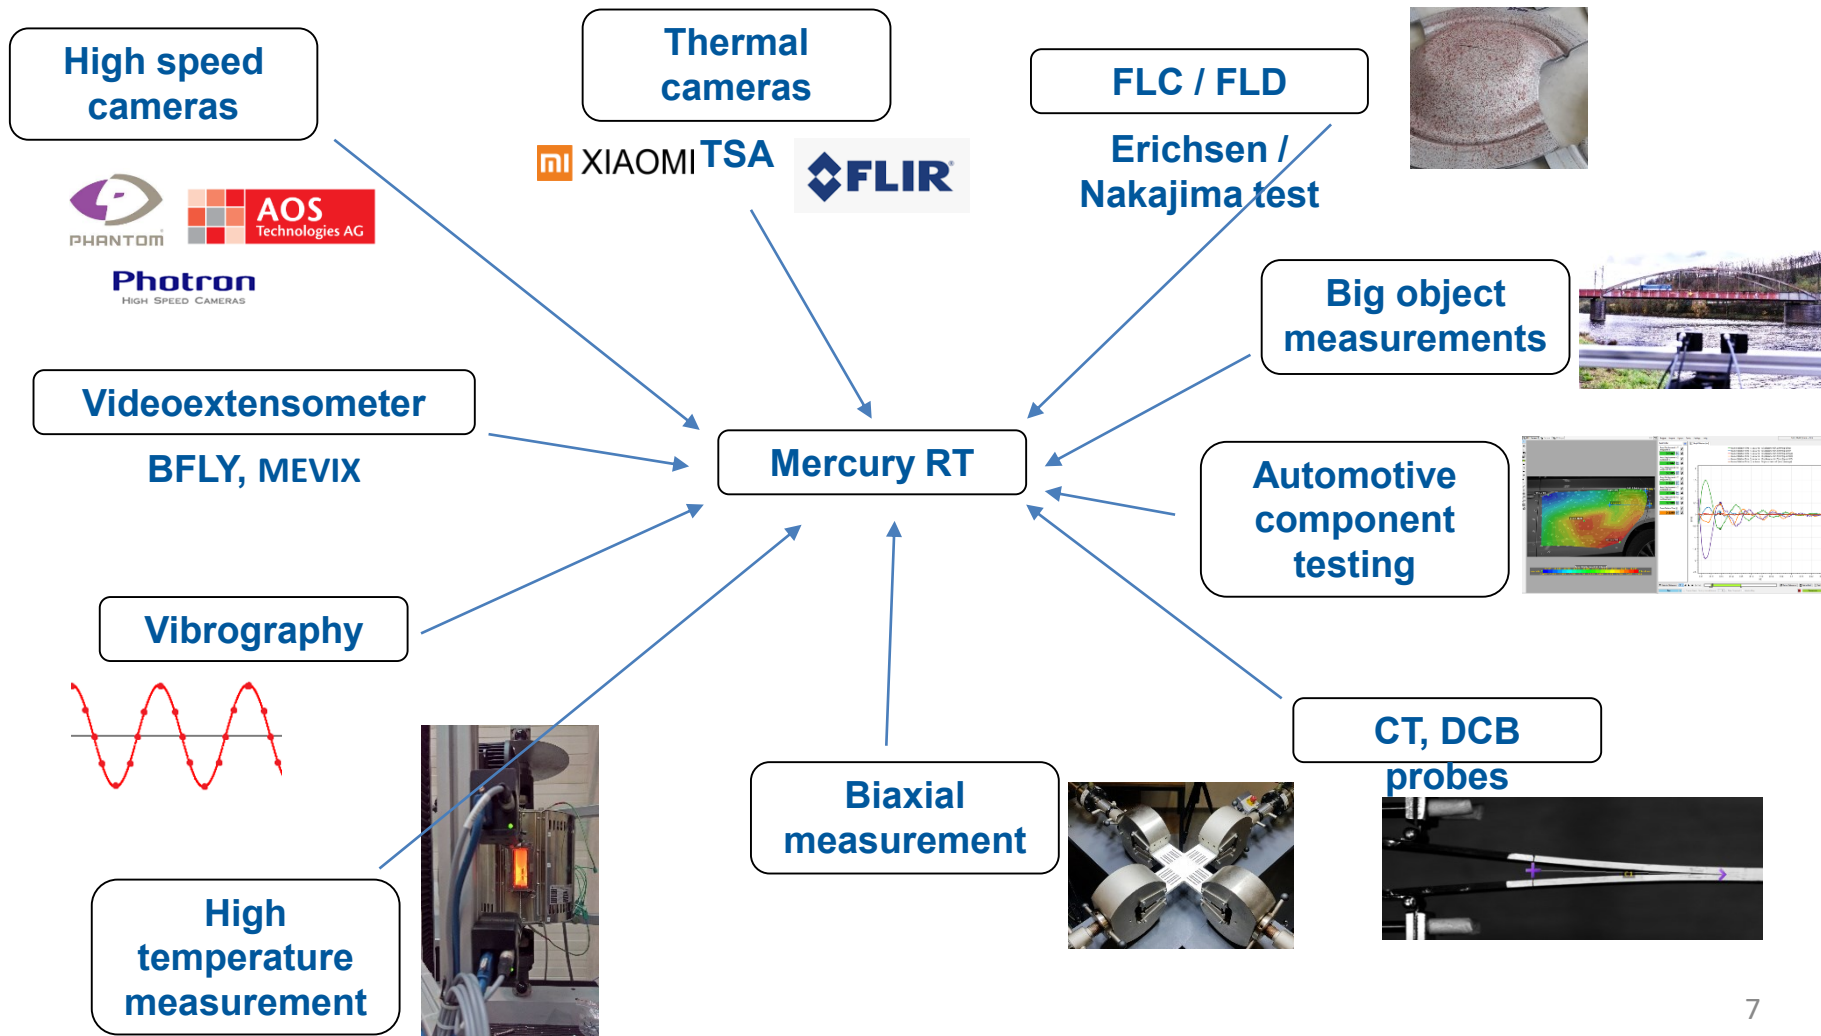 High speed
cameras
PHANTOM
AOS
Technologies AG
Photron
HIGH SPEED CAMERAS
Thermal
cameras
mi XIAOMI TSA
FLIR
FLC / FLD
Erichsen /
Nakajima test
Big object
measurements
Videoextensometer
BFLY, MEVIX
Mercury RT
Automotive
component
testing
Vibrography
High
temperature
measurement
Biaxial
measurement
CT, DCB
probes
7